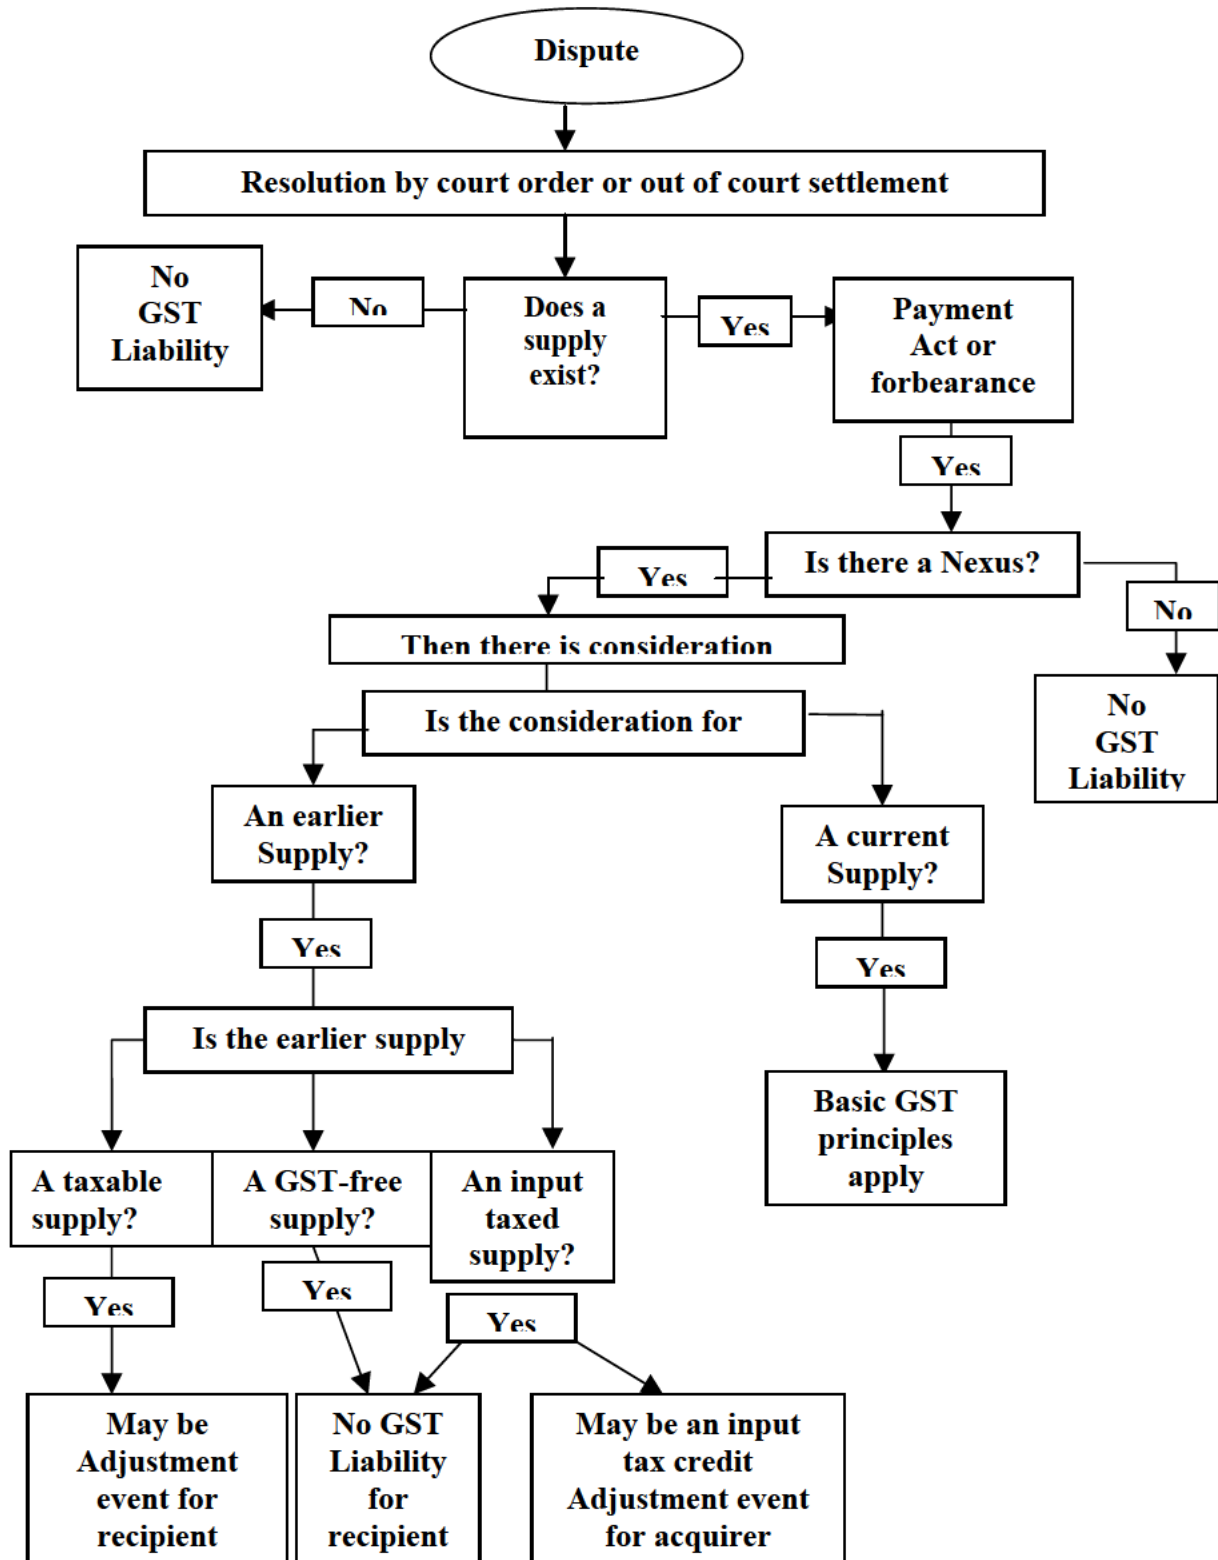 Dispute
Resolution by court order or out of court settlement
No
GST
Liability
No
Does a
supply
exist?
Yes
Payment
Act or
forbearance
Yes
Is there a Nexus?
Yes
No
Then there is consideration
Is the consideration for
No
GST
Liability
An earlier
Supply?
A current
Supply?
Yes
Yes
Is the earlier supply
Basic GST
principles
apply
A taxable
supply?
A GST-free
supply?
An input
taxed
supply?
Yes
Yes
Yes
May be
Adjustment
event for
recipient
No GST
Liability
for
recipient
May be an input
tax credit
Adjustment event
for acquirer